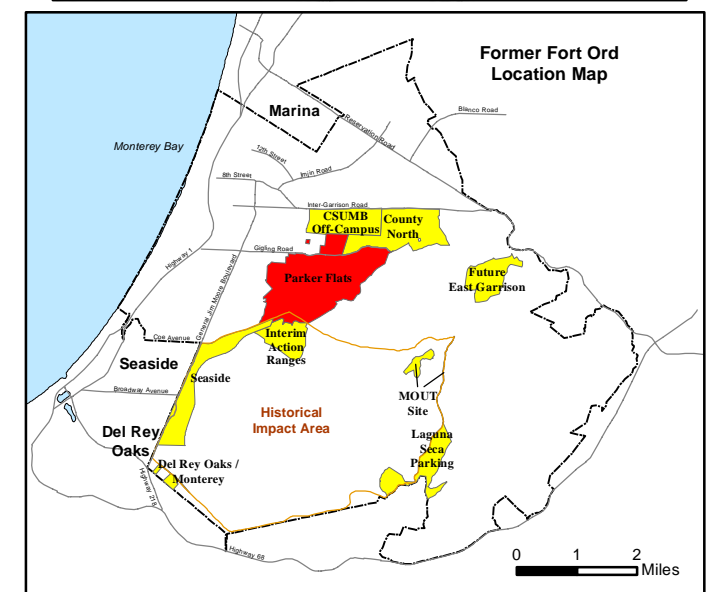 Former Fort Ord
Location Map
Marina
Blanco Road
Reservation Road
Monterey Bay
12th Street
Imjin Road
8th Street
Inter-Garrison Road
CSUMB
Off-Campus
County
North
Gigling Road
Highway 1
General Jim Moore Boulevard
Parker Flats
Future
East Garrison
Coe Avenue
Interim
Action
Ranges
Seaside
Seaside
Broadway Avenue
MOUT
Site
Historical
Impact Area
Del Rey
Oaks
Laguna
Seca
Parking
Del Rey Oaks /
Monterey
Highway 218
Highway 68
0 1 2
Miles